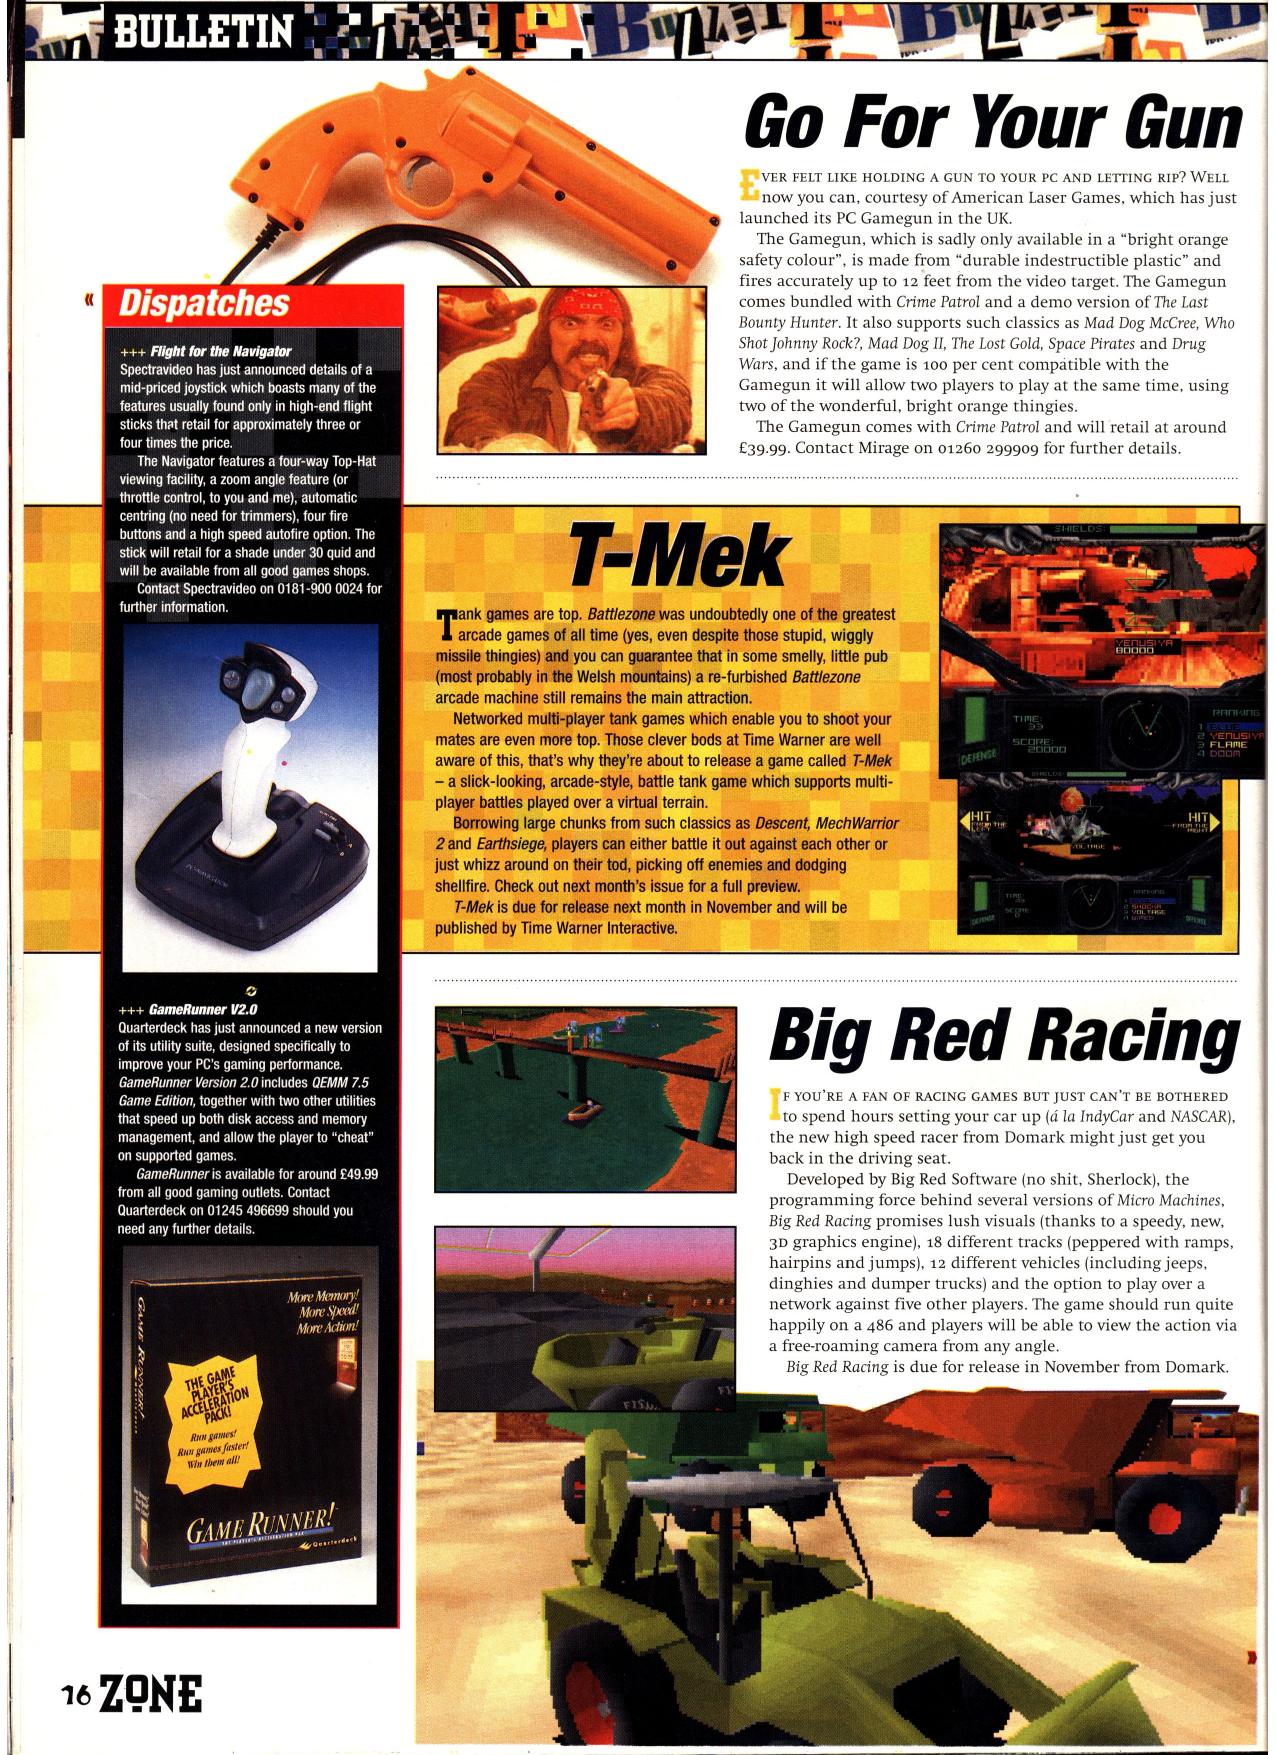 BULLETIN
Go For Your Gun
EVER FELT LIKE HOLDING A GUN TO YOUR PC AND LETTING RIP? WELL
now you can, courtesy of American Laser Games, which has just
launched its PC Gamegun in the UK.
The Gamegun, which is sadly only available in a “bright orange
safety colour”, is made from “durable indestructible plastic” and
fires accurately up to 12 feet from the video target. The Gamegun
comes bundled with Crime Patrol and a demo version of The Last
Bounty Hunter. It also supports such classics as Mad Dog McCree, Who
Shot Johnny Rock?, Mad Dog II, The Lost Gold, Space Pirates and Drug
Wars, and if the game is 100 per cent compatible with the
Gamegun it will allow two players to play at the same time, using
two of the wonderful, bright orange thingies.
The Gamegun comes with Crime Patrol and will retail at around
£39.99. Contact Mirage on 01260 299909 for further details.
« Dispatches
+++ Flight for the Navigator
Spectravideo has just announced details of a
mid-priced joystick which boasts many of the
features usually found only in high-end flight
sticks that retail for approximately three or
four times the price.
The Navigator features a four-way Top-Hat
viewing facility, a zoom angle feature (or
throttle control, to you and me), automatic
centring (no need for trimmers), four fire
buttons and a high speed autofire option. The
stick will retail for a shade under 30 quid and
will be available from all good games shops.
Contact Spectravideo on 0181-900 0024 for
further information.
+++ GameRunner V2.0
Quarterdeck has just announced a new version
of its utility suite, designed specifically to
improve your PC's gaming performance.
GameRunner Version 2.0 includes QEMM 7.5
Game Edition, together with two other utilities
that speed up both disk access and memory
management, and allow the player to “cheat”
on supported games.
GameRunner is available for around £49.99
from all good gaming outlets. Contact
Quarterdeck on 01245 496699 should you
need any further details.
More Memory!
More Speed!
More Action!
GAME RUNNER!
THE GAME
PLAYER'S
ACCELERATION
PACK!
Run games!
Run games faster!
Win them all!
GAME RUNNER!
THE PLAYER'S ACCELERATION PAK
Quarterdeck
T-Mek
Tank games are top. Battlezone was undoubtedly one of the greatest
arcade games of all time (yes, even despite those stupid, wiggly
missile thingies) and you can guarantee that in some smelly, little pub
(most probably in the Welsh mountains) a re-furbished Battlezone
arcade machine still remains the main attraction.
Networked multi-player tank games which enable you to shoot your
mates are even more top. Those clever bods at Time Warner are well
aware of this, that's why they're about to release a game called T-Mek
– a slick-looking, arcade-style, battle tank game which supports multi-
player battles played over a virtual terrain.
Borrowing large chunks from such classics as Descent, MechWarrior
2 and Earthsiege, players can either battle it out against each other or
just whizz around on their tod, picking off enemies and dodging
shellfire. Check out next month's issue for a full preview.
T-Mek is due for release next month in November and will be
published by Time Warner Interactive.
SHIELDS:
YENUSIYA
80000
TIME:
33
SCORE:
20000
DEFENSE
RANKING
1
2 YENUSIYA
3 FLAME
4 DOOM
SHIELDS:
HIT
FROM THE
LEFT
HIT
FROM THE
RIGHT
VOLTAGE
TIME:
SCORE
0
DEFENSE
RANKING
2 SHOCKA
3 VOLTAGE
4 WIRED
OFFENSE
Big Red Racing
IF YOU'RE A FAN OF RACING GAMES BUT JUST CAN'T BE BOTHERED
to spend hours setting your car up (á la IndyCar and NASCAR),
the new high speed racer from Domark might just get you
back in the driving seat.
Developed by Big Red Software (no shit, Sherlock), the
programming force behind several versions of Micro Machines,
Big Red Racing promises lush visuals (thanks to a speedy, new,
3D graphics engine), 18 different tracks (peppered with ramps,
hairpins and jumps), 12 different vehicles (including jeeps,
dinghies and dumper trucks) and the option to play over a
network against five other players. The game should run quite
happily on a 486 and players will be able to view the action via
a free-roaming camera from any angle.
Big Red Racing is due for release in November from Domark.
»
16 ZONE